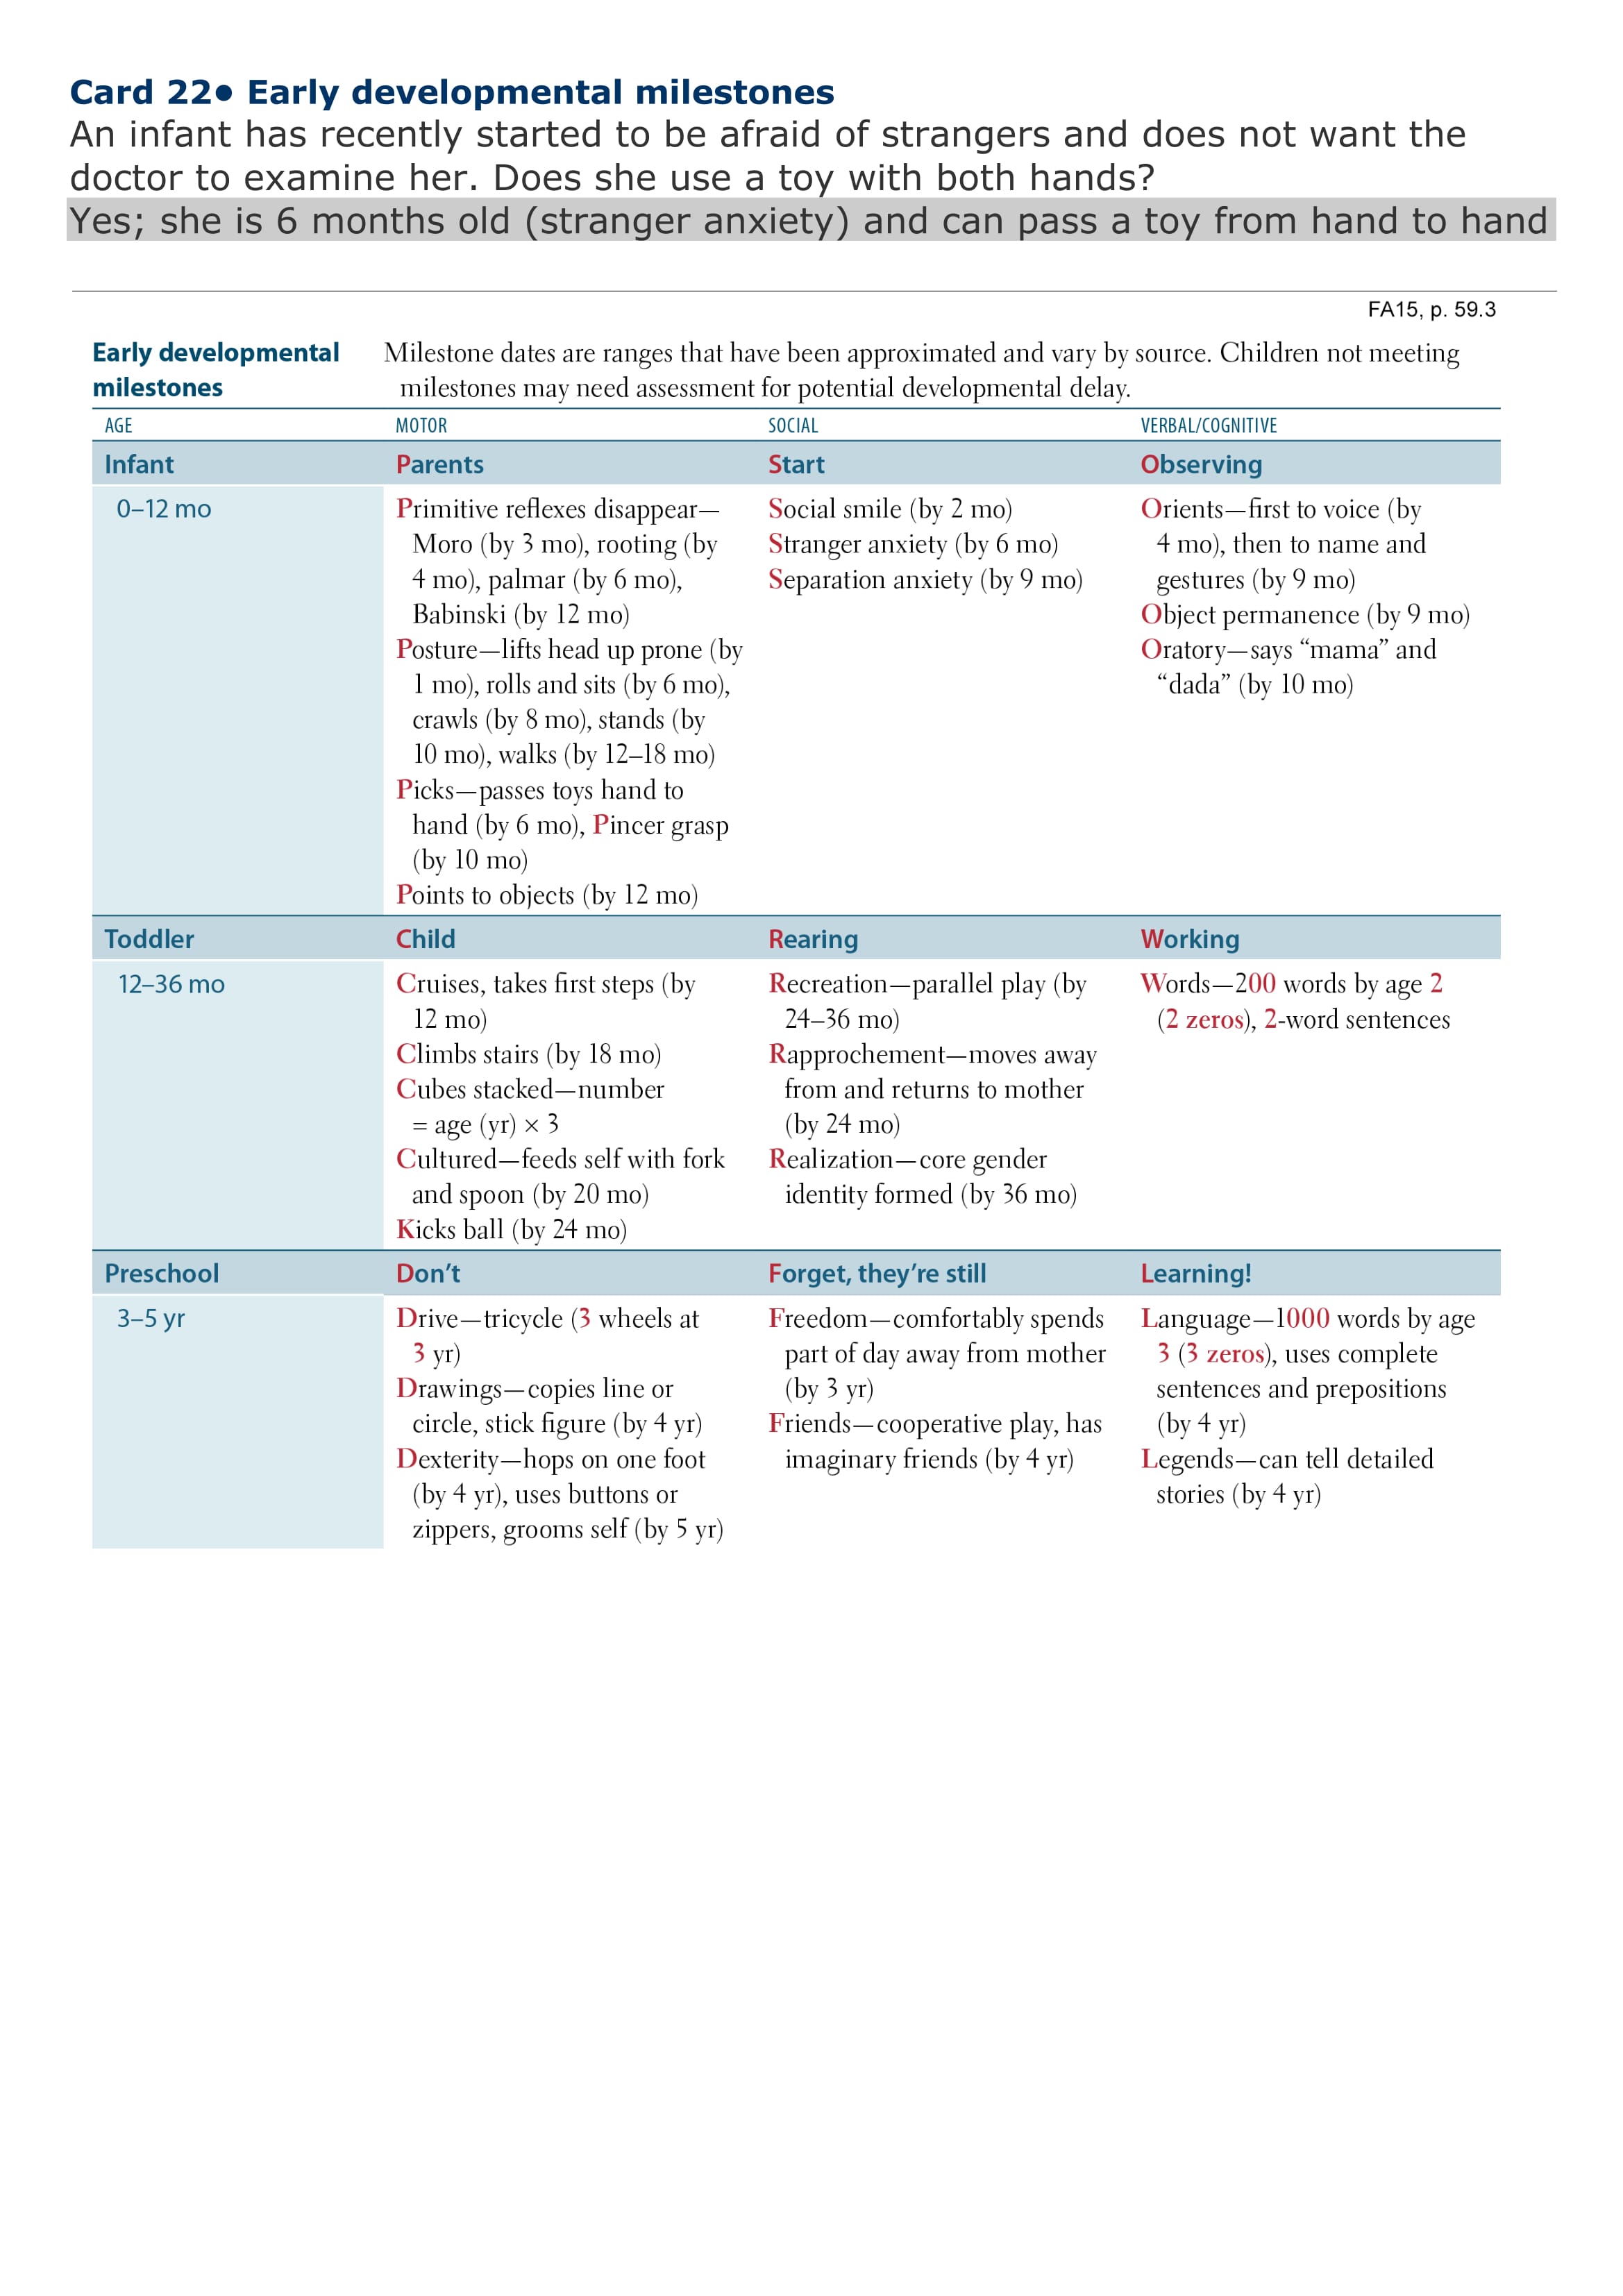 Card 22● Early developmental milestones
An infant has recently started to be afraid of strangers and does not want the
doctor to examine her. Does she use a toy with both hands?
Yes; she is 6 months old (stranger anxiety) and can pass a toy from hand to hand
FA15, p. 59.3
Early developmental
milestones
Milestone dates are ranges that have been approximated and vary by source. Children not meeting
milestones may need assessment for potential developmental delay.
AGE MOTOR SOCIAL VERBAL/COGNITIVE
Infant Parents Start Observing
0–12 mo
Primitive reflexes disappear—
Moro (by 3 mo), rooting (by
4 mo), palmar (by 6 mo),
Babinski (by 12 mo)
Posture—lifts head up prone (by
1 mo), rolls and sits (by 6 mo),
crawls (by 8 mo), stands (by
10 mo), walks (by 12–18 mo)
Picks—passes toys hand to
hand (by 6 mo), Pincer grasp
(by 10 mo)
Points to objects (by 12 mo)
Social smile (by 2 mo)
Stranger anxiety (by 6 mo)
Separation anxiety (by 9 mo)
Orients—first to voice (by
4 mo), then to name and
gestures (by 9 mo)
Object permanence (by 9 mo)
Oratory—says “mama” and
“dada” (by 10 mo)
Toddler Child Rearing Working
12–36 mo
Cruises, takes first steps (by
12 mo)
Climbs stairs (by 18 mo)
Cubes stacked—number
= age (yr) × 3
Cultured—feeds self with fork
and spoon (by 20 mo)
Kicks ball (by 24 mo)
Recreation—parallel play (by
24–36 mo)
Rapprochement—moves away
from and returns to mother
(by 24 mo)
Realization—core gender
identity formed (by 36 mo)
Words—200 words by age 2
(2 zeros), 2-word sentences
Preschool Don’t Forget, they’re still Learning!
3–5 yr
Drive—tricycle (3 wheels at
3 yr)
Drawings—copies line or
circle, stick figure (by 4 yr)
Dexterity—hops on one foot
(by 4 yr), uses buttons or
zippers, grooms self (by 5 yr)
Freedom—comfortably spends
part of day away from mother
(by 3 yr)
Friends—cooperative play, has
imaginary friends (by 4 yr)
Language—1000 words by age
3 (3 zeros), uses complete
sentences and prepositions
(by 4 yr)
Legends—can tell detailed
stories (by 4 yr)